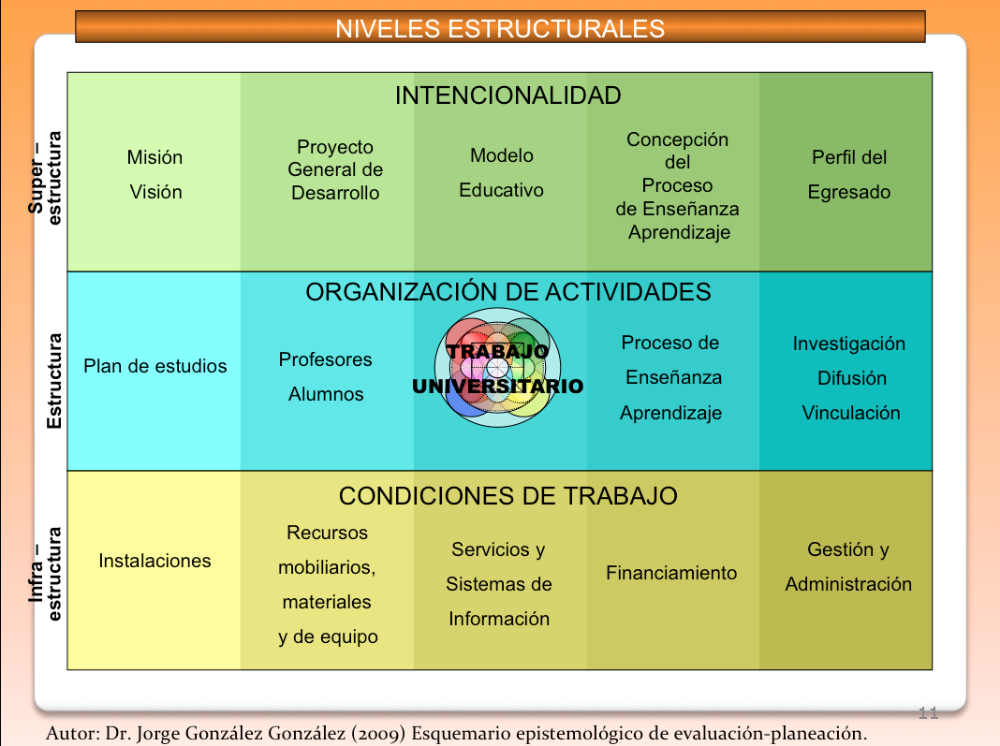 NIVELES ESTRUCTURALES
Super –
estructura
INTENCIONALIDAD
Misión
Visión
Proyecto
General de
Desarrollo
Modelo
Educativo
Concepción
del
Proceso
de Enseñanza
Aprendizaje
Perfil del
Egresado
Estructura
ORGANIZACIÓN DE ACTIVIDADES
Plan de estudios
Profesores
Alumnos
TRABAJO
UNIVERSITARIO
Proceso de
Enseñanza
Aprendizaje
Investigación
Difusión
Vinculación
Infra –
estructura
CONDICIONES DE TRABAJO
Instalaciones
Recursos
mobiliarios,
materiales
y de equipo
Servicios y
Sistemas de
Información
Financiamiento
Gestión y
Administración
11
Autor: Dr. Jorge González González (2009) Esquemario epistemológico de evaluación-planeación.